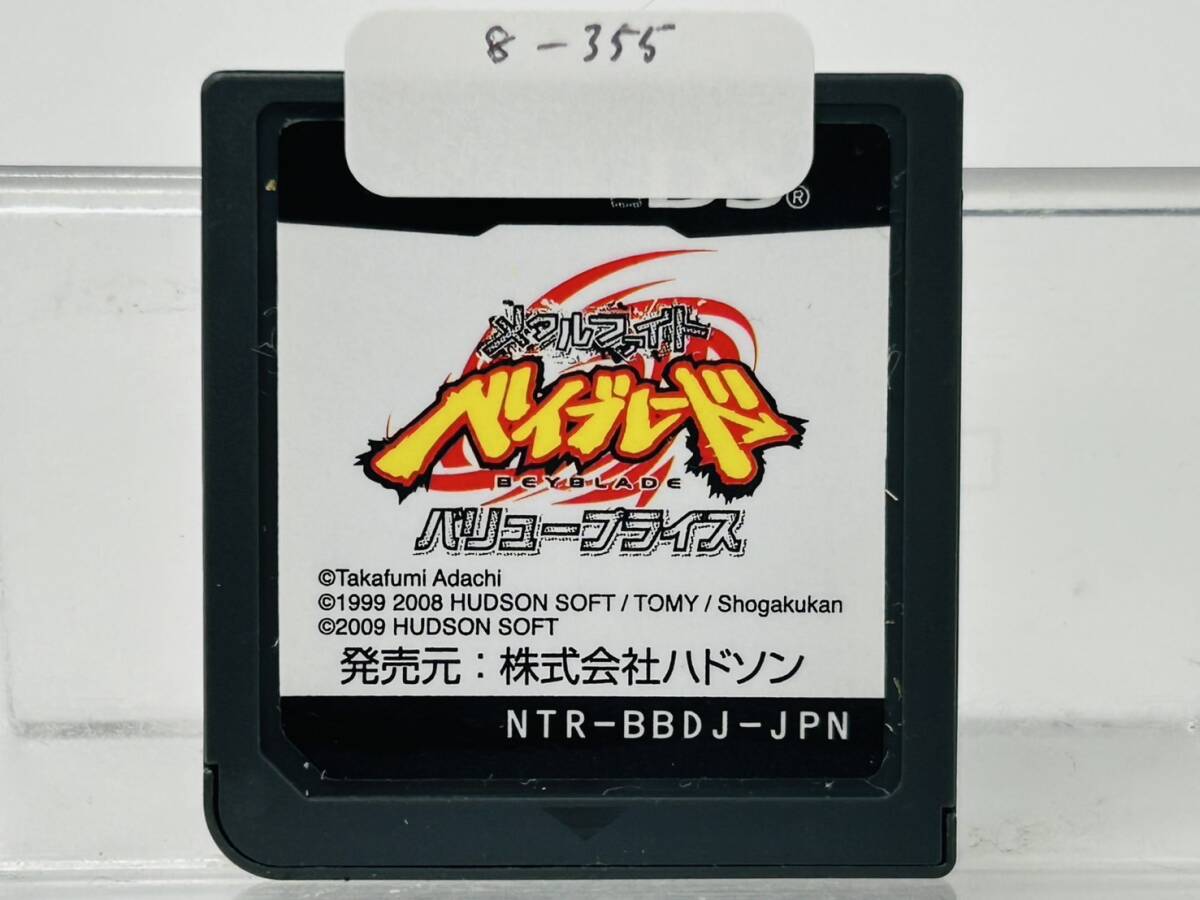 8-355
DS®
メタルファイト
ベイブレード
BEYBLADE
バリュープライス
©Takafumi Adachi
©1999 2008 HUDSON SOFT / TOMY / Shogakukan
©2009 HUDSON SOFT
発売元：株式会社ハドソン
NTR-BBDJ-JPN